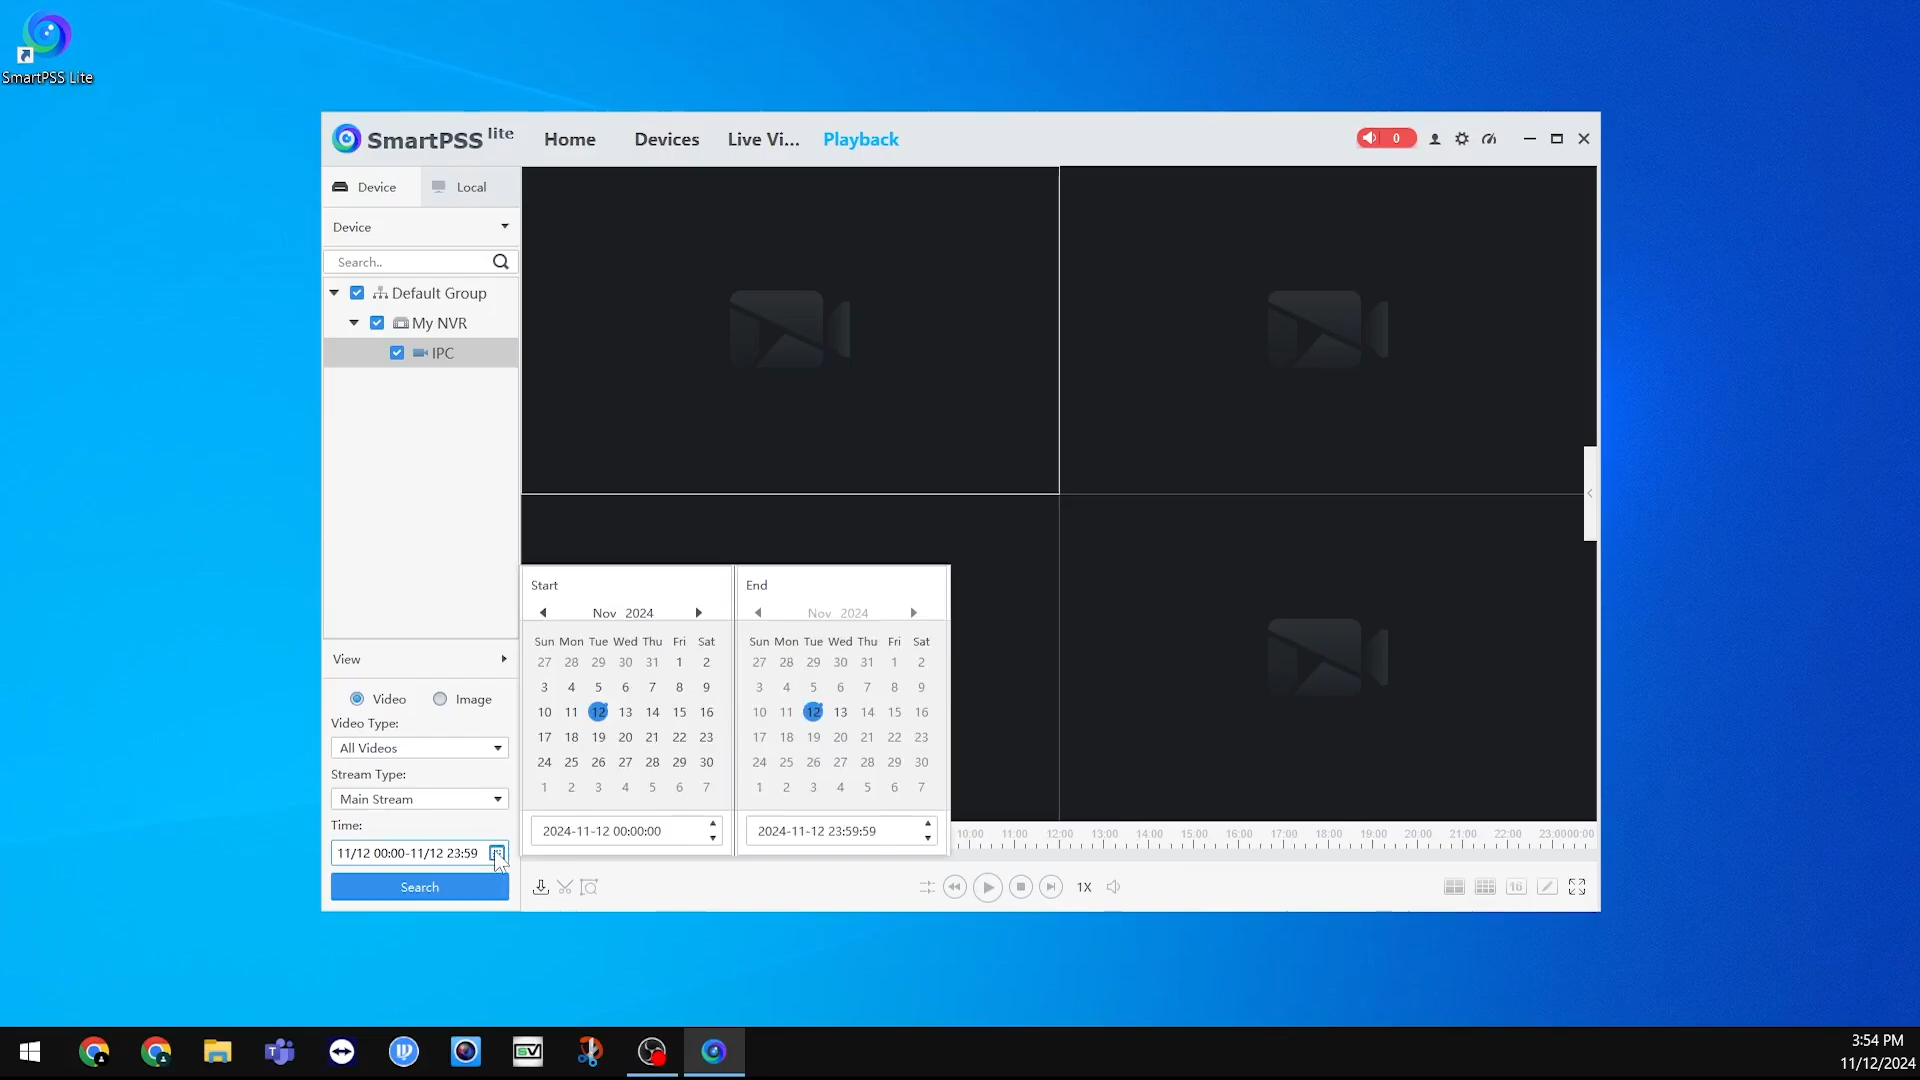 SmartPSS Lite
SmartPSS lite
Home
Devices
Live Vi...
Playback
0
Device
Local
Device
Search..
Default Group
My NVR
IPC
View
Video
Image
Video Type:
All Videos
Stream Type:
Main Stream
Time:
11/12 00:00-11/12 23:59
Search
Start
Nov 2024
Sun Mon Tue Wed Thu Fri Sat
27 28 29 30 31 1 2
3 4 5 6 7 8 9
10 11 12 13 14 15 16
17 18 19 20 21 22 23
24 25 26 27 28 29 30
1 2 3 4 5 6 7
2024-11-12 00:00:00
End
Nov 2024
Sun Mon Tue Wed Thu Fri Sat
27 28 29 30 31 1 2
3 4 5 6 7 8 9
10 11 12 13 14 15 16
17 18 19 20 21 22 23
24 25 26 27 28 29 30
1 2 3 4 5 6 7
2024-11-12 23:59:59
10:00 11:00 12:00 13:00 14:00 15:00 16:00 17:00 18:00 19:00 20:00 21:00 22:00 23:0000:00
1X
16
SV
3:54 PM
11/12/2024